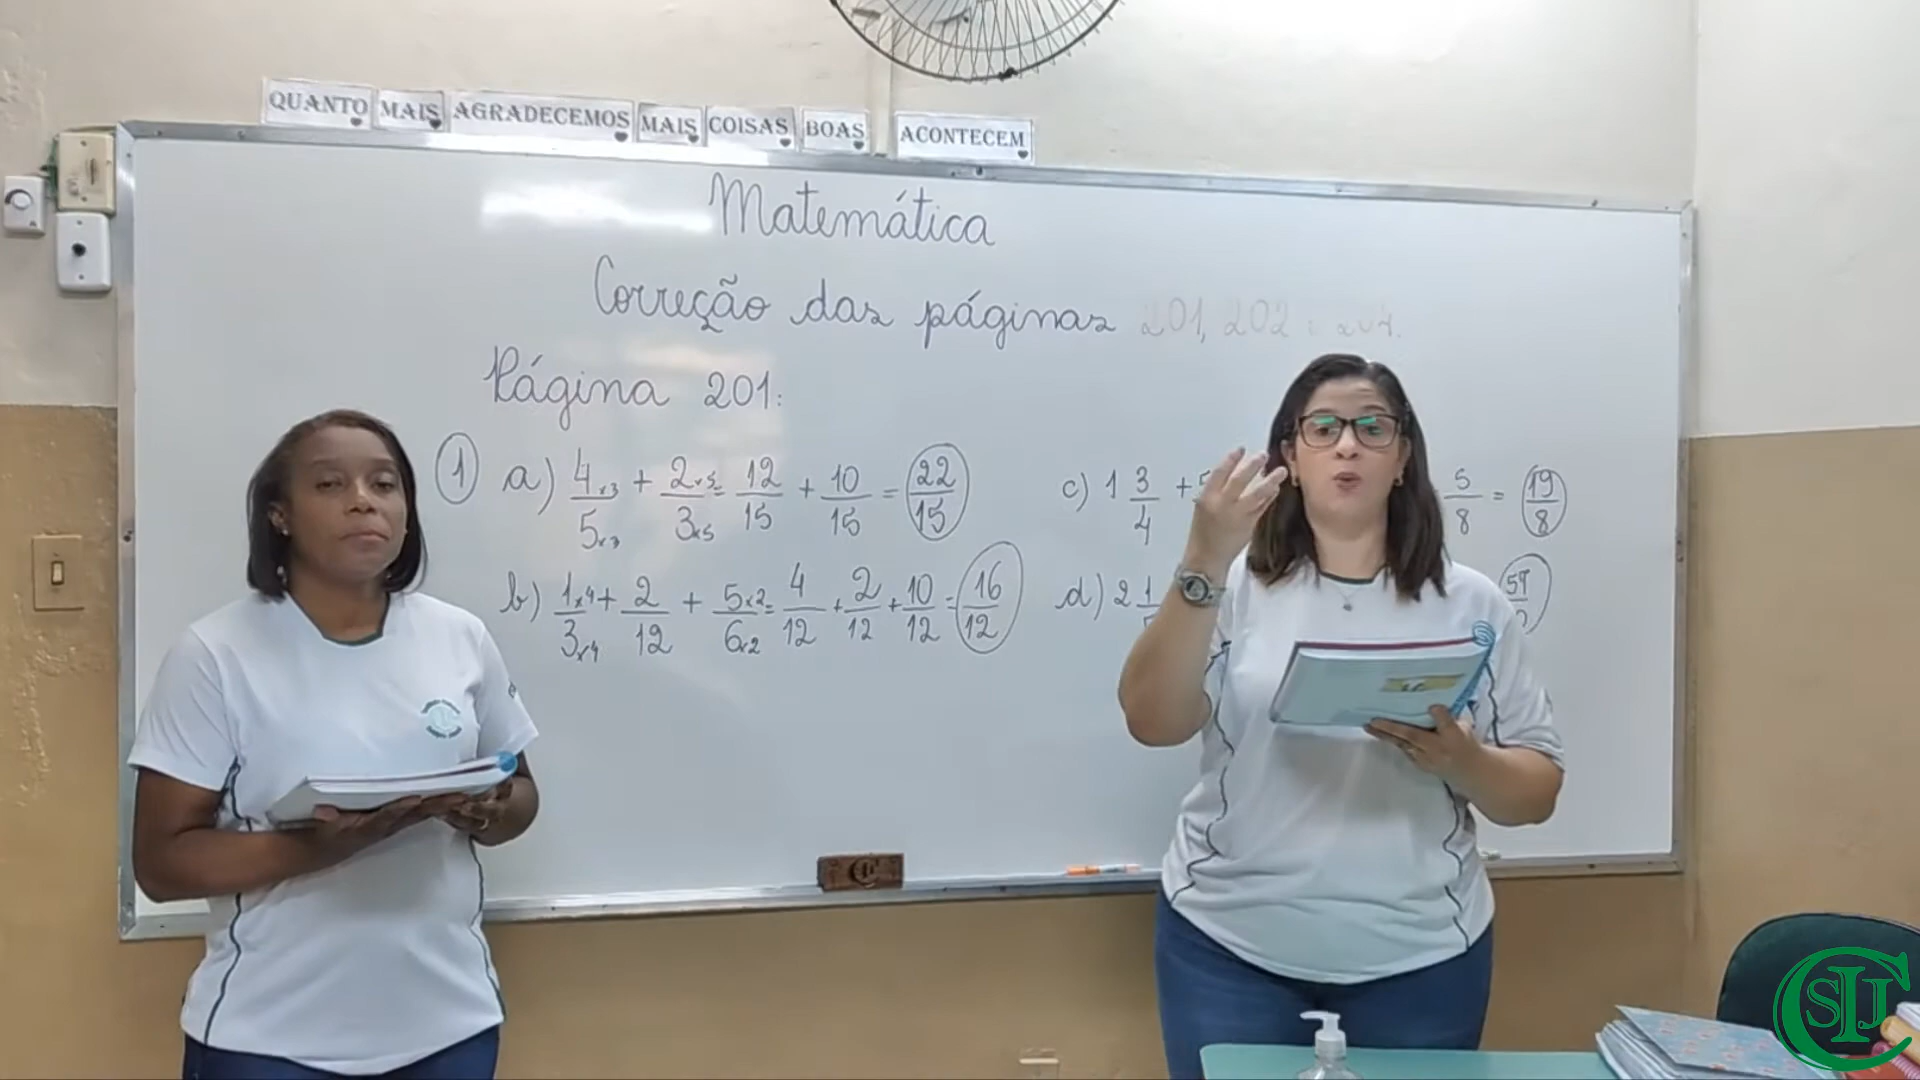 QUANTO MAIS AGRADECEMOS MAIS COISAS BOAS ACONTECEM
Matemática
Correção das páginas 201, 202
Página 201:
1 a) 4x3/5x3 + 2x5/3x5 = 12/15 + 10/15 = 22/15
b) 1x4/3x4 + 2/12 + 5x2/6x2 = 4/12 + 2/12 + 10/12 = 16/12
c) 1 3/4 + 5/8 = 19/8
d) 2 1
CSIJ